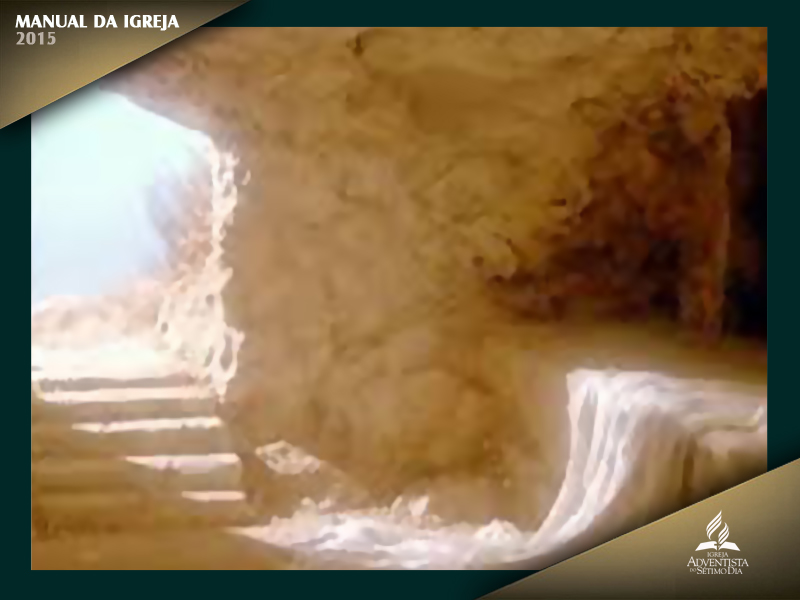 MANUAL DA IGREJA
2015
IGREJA
ADVENTISTA
DO SÉTIMO DIA